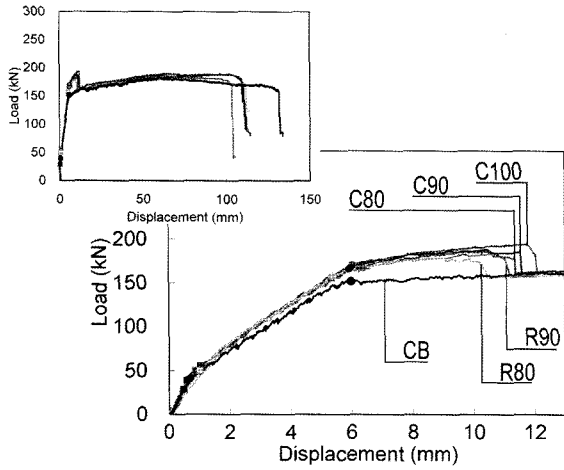 300
250
200
150
100
50
0
Load (kN)
0 50 100 150
Displacement (mm)
C100
C90
C80
200
150
100
50
0
Load (kN)
CB
R90
R80
0 2 4 6 8 10 12
Displacement (mm)